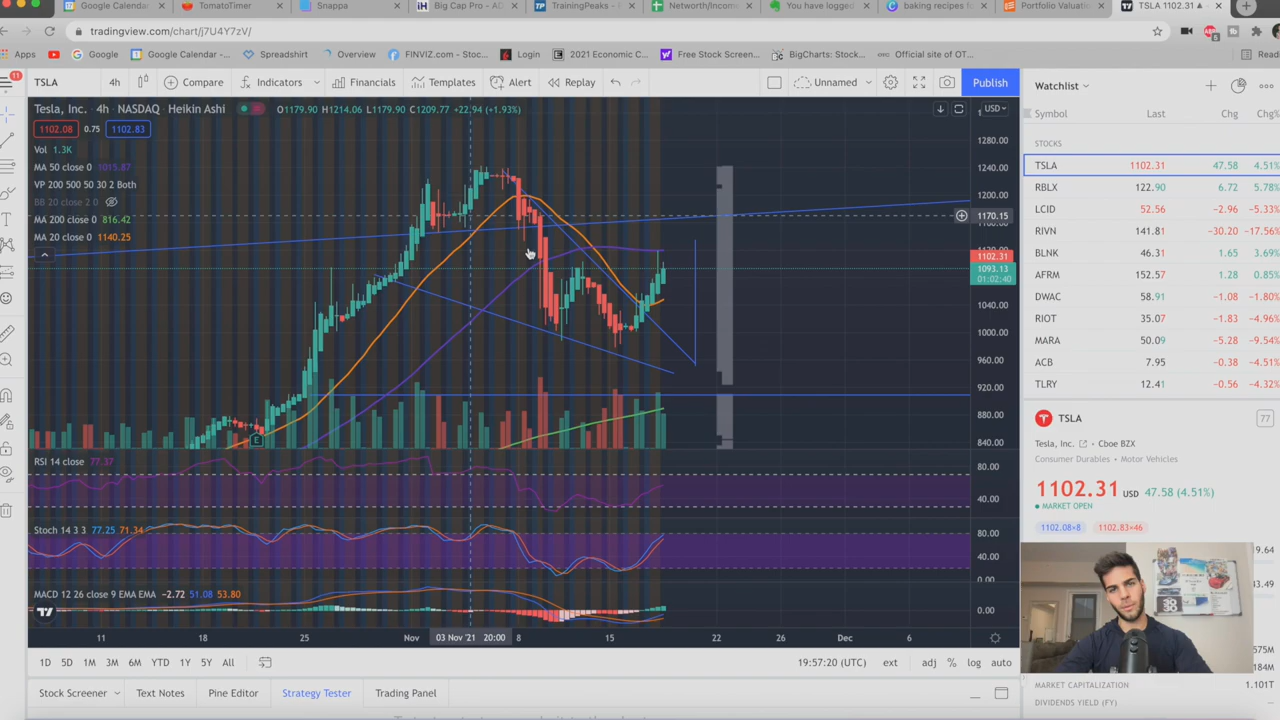 Google Calendar
TomatoTimer
Snappa
Big Cap Pro - AD
TrainingPeaks - D
Networth/Income
You have logged
baking recipes fo
Portfolio Valuati
TSLA 1102.31
tradingview.com/chart/j7U4Y7zV/
Apps
Google
Google Calendar -...
Spreadshirt
Overview
FINVIZ.com - Stoc...
Login
2021 Economic C...
Free Stock Screen...
BigCharts: Stock...
Official site of OT...
Read
11
TSLA
4h
Compare
Indicators
Financials
Templates
Alert
Replay
Unnamed
Publish
Watchlist
Tesla, Inc. 4h NASDAQ Heikin Ashi
O1179.90 H1214.06 L1179.90 C1209.77 +22.94 (+1.93%)
USD
1102.08 0.75 1102.83
Vol 1.3K
MA 50 close 0 1015.87
VP 200 500 50 30 2 Both
BB 20 close 2 0
MA 200 close 0 816.42
MA 20 close 0 1140.25
1280.00
1240.00
1200.00
1170.15
1102.31
1093.13
01:02:40
1040.00
1000.00
960.00
920.00
880.00
840.00
E
RSI 14 close 77.37
80.00
40.00
Stoch 14 3 3 77.25 71.34
80.00
40.00
0.00
MACD 12 26 close 9 EMA EMA −2.72 51.08 53.80
0.00
11 18 25 Nov 03 Nov '21 20:00 8 15 22 26 Dec 6
1D 5D 1M 3M 6M YTD 1Y 5Y All
19:57:20 (UTC) ext adj % log auto
Stock Screener
Text Notes
Pine Editor
Strategy Tester
Trading Panel
Symbol Last Chg Chg%
STOCKS
TSLA 1102.31 47.58 4.51%
RBLX 122.90 6.72 5.78%
LCID 52.56 -2.96 -5.33%
RIVN 141.81 -30.20 -17.56%
BLNK 46.31 1.65 3.69%
AFRM 152.57 1.28 0.85%
DWAC 58.91 -1.08 -1.80%
RIOT 35.07 -1.83 -4.96%
MARA 50.09 -5.28 -9.54%
ACB 7.95 -0.38 -4.51%
TLRY 12.41 -0.56 -4.32%
TSLA
77
Tesla, Inc. Cboe BZX
Consumer Durables Motor Vehicles
1102.31 USD 47.58 (4.51%)
MARKET OPEN
1102.08×8 1102.83×46
MARKET CAPITALIZATION 1.101T
DIVIDENDS YIELD (FY)